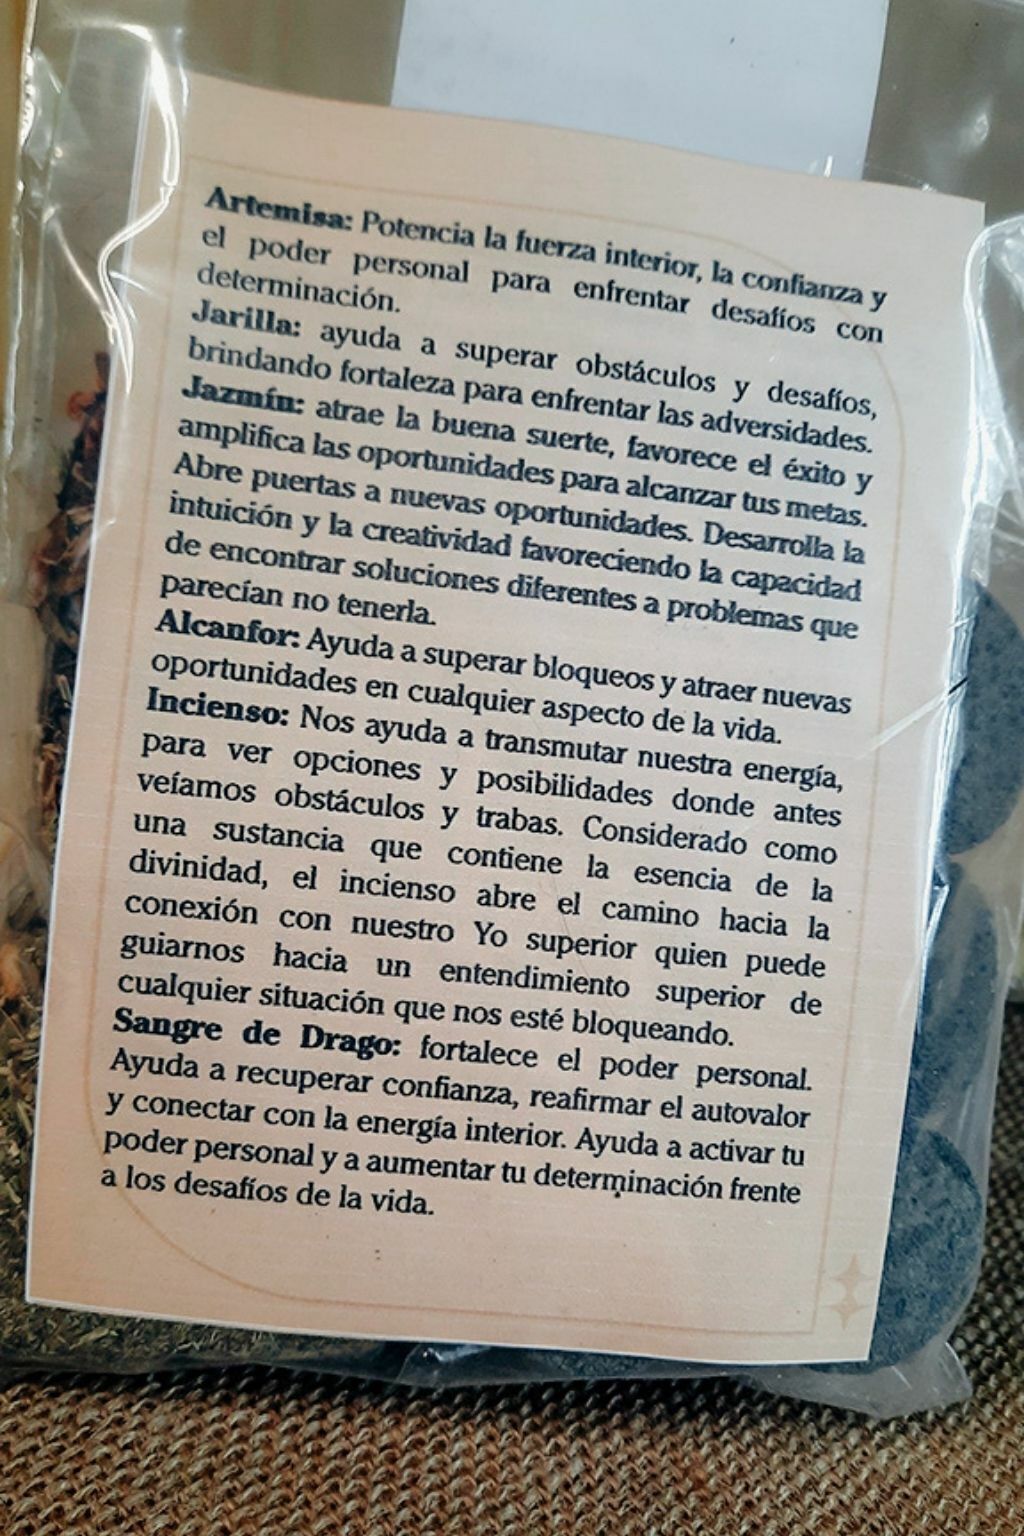 Artemisa: Potencia la fuerza interior, la confianza y
el poder personal para enfrentar desafíos con
determinación.
Jarilla: ayuda a superar obstáculos y desafíos,
brindando fortaleza para enfrentar las adversidades.
Jazmín: atrae la buena suerte, favorece el éxito y
amplifica las oportunidades para alcanzar tus metas.
Abre puertas a nuevas oportunidades. Desarrolla la
intuición y la creatividad favoreciendo la capacidad
de encontrar soluciones diferentes a problemas que
parecían no tenerla.
Alcanfor: Ayuda a superar bloqueos y atraer nuevas
oportunidades en cualquier aspecto de la vida.
Incienso: Nos ayuda a transmutar nuestra energía,
para ver opciones y posibilidades donde antes
veíamos obstáculos y trabas. Considerado como
una sustancia que contiene la esencia de la
divinidad, el incienso abre el camino hacia la
conexión con nuestro Yo superior quien puede
guiarnos hacia un entendimiento superior de
cualquier situación que nos esté bloqueando.
Sangre de Drago: fortalece el poder personal.
Ayuda a recuperar confianza, reafirmar el autovalor
y conectar con la energía interior. Ayuda a activar tu
poder personal y a aumentar tu determinación frente
a los desafíos de la vida.